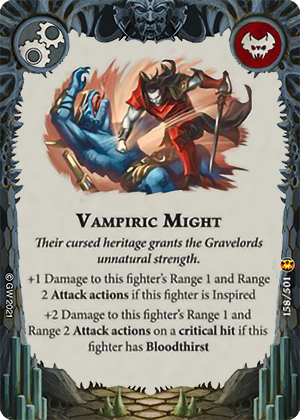 Vampiric Might
Their cursed heritage grants the Gravelords
unnatural strength.
+1 Damage to this fighter's Range 1 and Range
2 Attack actions if this fighter is Inspired
+2 Damage to this fighter's Range 1 and
Range 2 Attack actions on a critical hit if this
fighter has Bloodthirst
© GW 2021
158/501